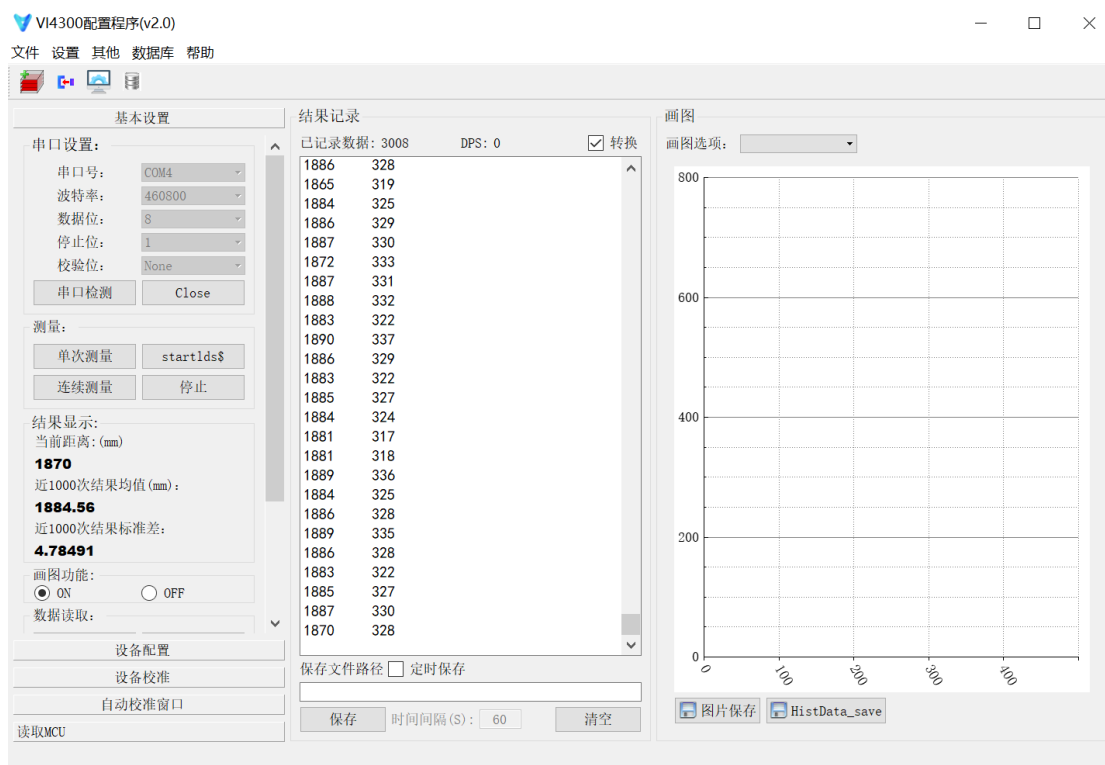 VI4300配置程序(v2.0)
文件 设置 其他 数据库 帮助
基本设置
串口设置:
串口号: COM4
波特率: 460800
数据位: 8
停止位: 1
校验位: None
串口检测 Close
测量:
单次测量 startlds$
连续测量 停止
结果显示:
当前距离:(mm)
1870
近1000次结果均值(mm):
1884.56
近1000次结果标准差:
4.78491
画图功能:
ON OFF
数据读取:
设备配置
设备校准
自动校准窗口
读取MCU
结果记录
已记录数据: 3008 DPS: 0 转换
1886 328
1865 319
1884 325
1886 329
1887 330
1872 333
1887 331
1888 332
1883 322
1890 337
1886 329
1883 322
1885 327
1884 324
1881 317
1881 318
1889 336
1884 325
1886 328
1889 335
1886 328
1883 322
1885 327
1887 330
1870 328
保存文件路径 定时保存
保存 时间间隔(S): 60 清空
画图
画图选项:
800
600
400
200
0
0 100 200 300 400
图片保存 HistData_save